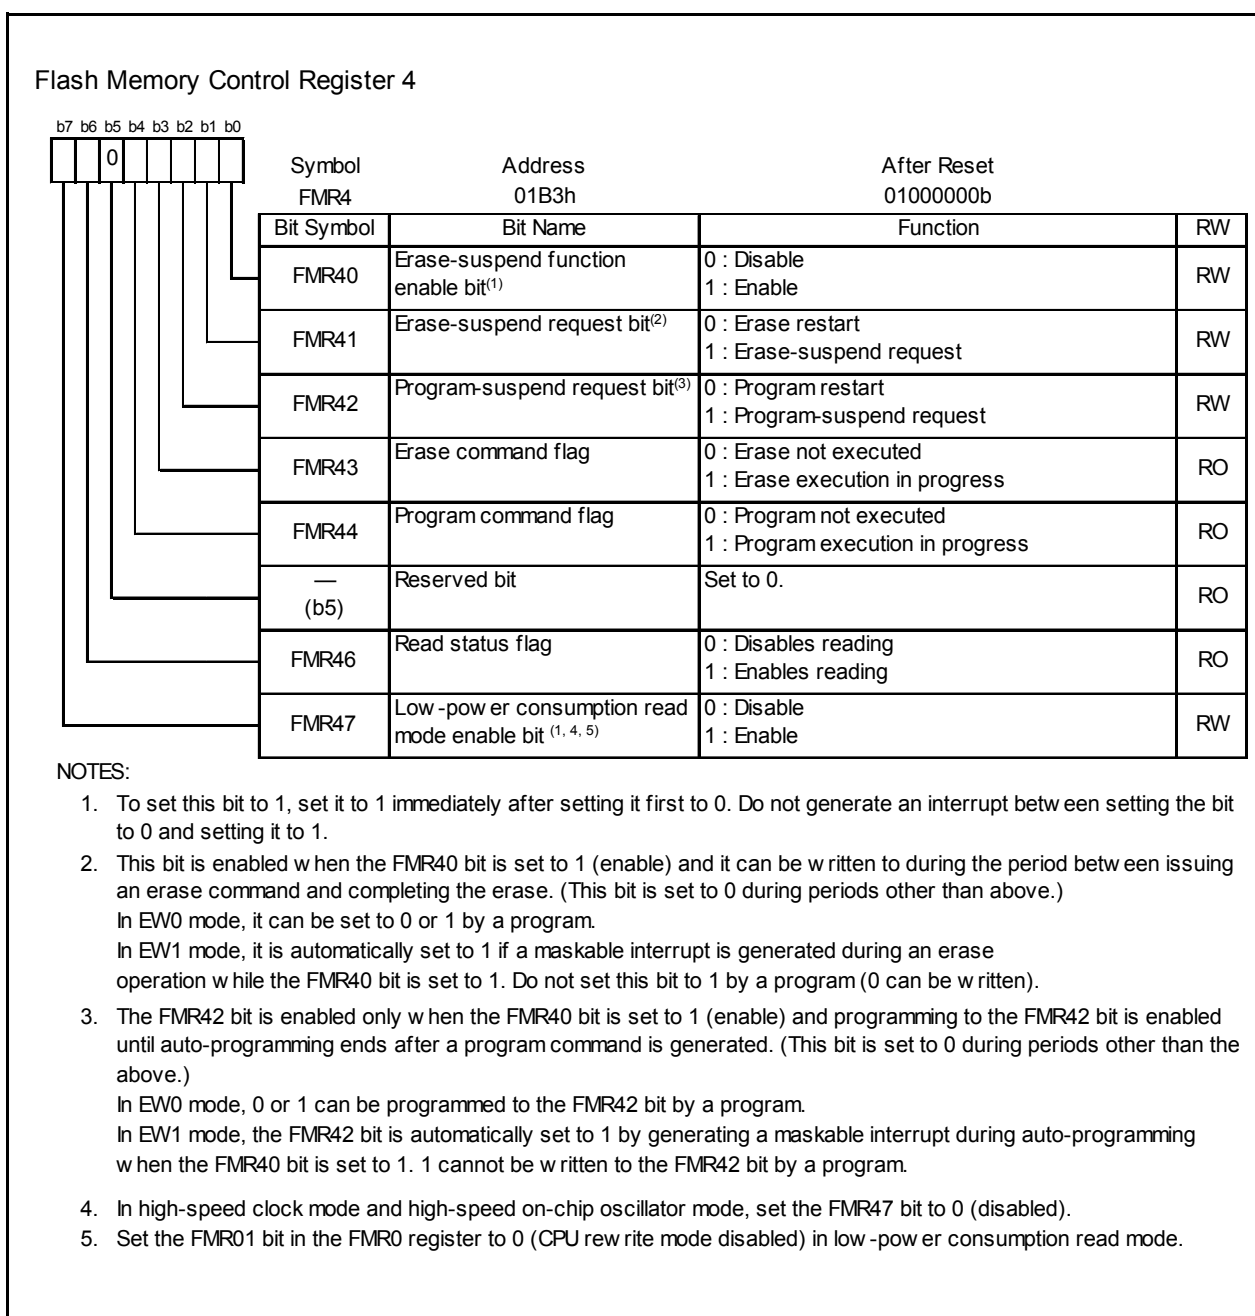 Flash Memory Control Register 4
b7 b6 b5 b4 b3 b2 b1 b0
0
Symbol Address After Reset
FMR4 01B3h 01000000b
Bit Symbol Bit Name Function RW
FMR40 Erase-suspend function enable bit(1) 0 : Disable RW
1 : Enable
FMR41 Erase-suspend request bit(2) 0 : Erase restart RW
1 : Erase-suspend request
FMR42 Program-suspend request bit(3) 0 : Program restart RW
1 : Program-suspend request
FMR43 Erase command flag 0 : Erase not executed RO
1 : Erase execution in progress
FMR44 Program command flag 0 : Program not executed RO
1 : Program execution in progress
— (b5) Reserved bit Set to 0. RO
FMR46 Read status flag 0 : Disables reading RO
1 : Enables reading
FMR47 Low-power consumption read mode enable bit (1, 4, 5) 0 : Disable RW
1 : Enable
NOTES:
1. To set this bit to 1, set it to 1 immediately after setting it first to 0. Do not generate an interrupt between setting the bit
to 0 and setting it to 1.
2. This bit is enabled when the FMR40 bit is set to 1 (enable) and it can be written to during the period between issuing
an erase command and completing the erase. (This bit is set to 0 during periods other than above.)
In EW0 mode, it can be set to 0 or 1 by a program.
In EW1 mode, it is automatically set to 1 if a maskable interrupt is generated during an erase
operation while the FMR40 bit is set to 1. Do not set this bit to 1 by a program (0 can be written).
3. The FMR42 bit is enabled only when the FMR40 bit is set to 1 (enable) and programming to the FMR42 bit is enabled
until auto-programming ends after a program command is generated. (This bit is set to 0 during periods other than the
above.)
In EW0 mode, 0 or 1 can be programmed to the FMR42 bit by a program.
In EW1 mode, the FMR42 bit is automatically set to 1 by generating a maskable interrupt during auto-programming
when the FMR40 bit is set to 1. 1 cannot be written to the FMR42 bit by a program.
4. In high-speed clock mode and high-speed on-chip oscillator mode, set the FMR47 bit to 0 (disabled).
5. Set the FMR01 bit in the FMR0 register to 0 (CPU rewrite mode disabled) in low-power consumption read mode.